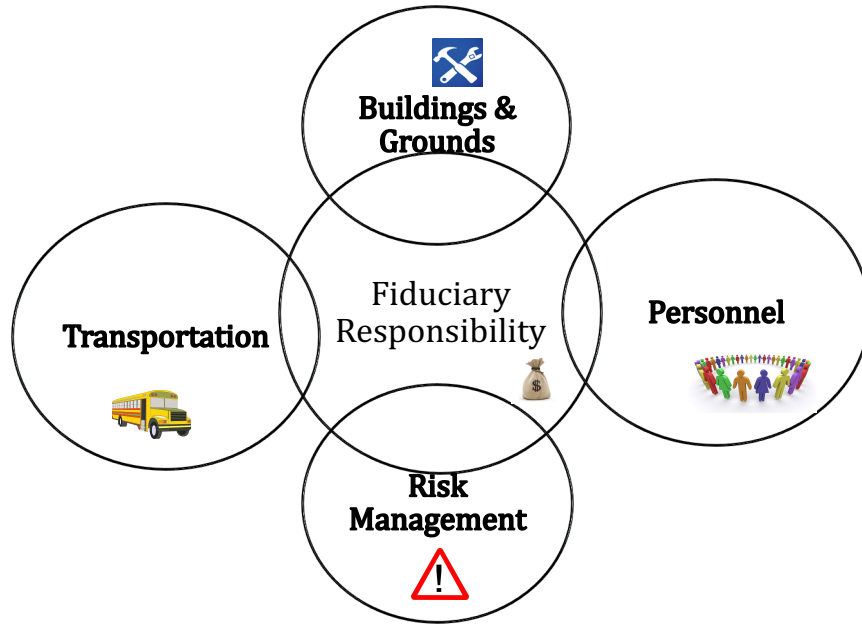 Buildings &
Grounds
Fiduciary
Responsibility
$
Transportation
Personnel
Risk
Management
!